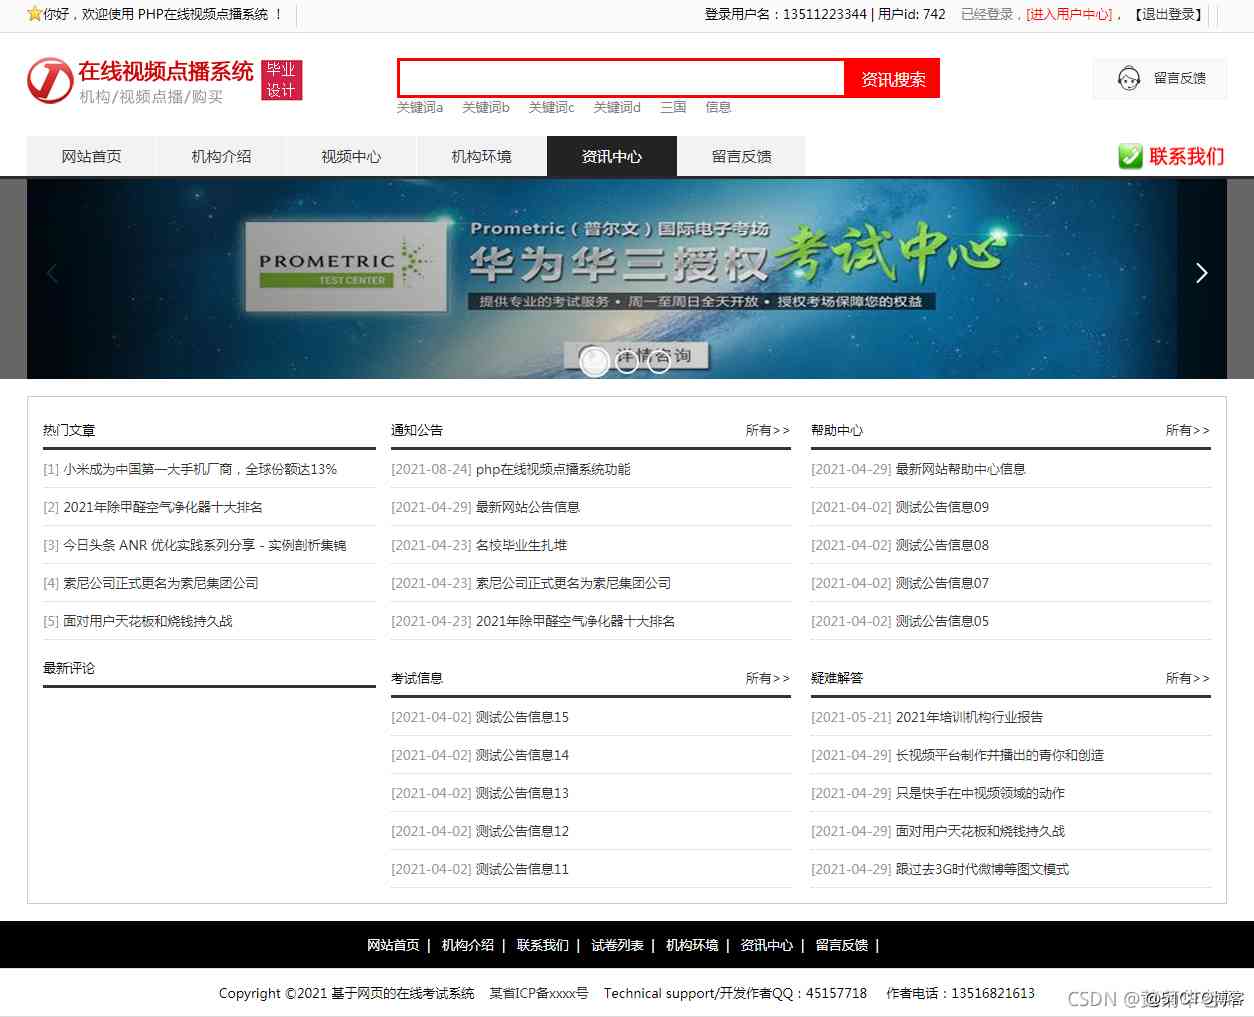 你好，欢迎使用 PHP在线视频点播系统 ！
登录用户名：13511223344 | 用户id: 742 已经登录，[进入用户中心]，【退出登录】
在线视频点播系统
机构/视频点播/购买
毕业
设计
资讯搜索
关键词a 关键词b 关键词c 关键词d 三国 信息
留言反馈
网站首页 机构介绍 视频中心 机构环境 资讯中心 留言反馈
联系我们
PROMETRIC
TEST CENTER
Prometric（普尔文）国际电子考场
华为华三授权考试中心
提供专业的考试服务 • 周一至周日全天开放 • 授权考场保障您的权益
详情咨询
热门文章
[1] 小米成为中国第一大手机厂商，全球份额达13%
[2] 2021年除甲醛空气净化器十大排名
[3] 今日头条 ANR 优化实践系列分享 - 实例剖析集锦
[4] 索尼公司正式更名为索尼集团公司
[5] 面对用户天花板和烧钱持久战
最新评论
通知公告 所有>>
[2021-08-24] php在线视频点播系统功能
[2021-04-29] 最新网站公告信息
[2021-04-23] 名校毕业生扎堆
[2021-04-23] 索尼公司正式更名为索尼集团公司
[2021-04-23] 2021年除甲醛空气净化器十大排名
帮助中心 所有>>
[2021-04-29] 最新网站帮助中心信息
[2021-04-02] 测试公告信息09
[2021-04-02] 测试公告信息08
[2021-04-02] 测试公告信息07
[2021-04-02] 测试公告信息05
考试信息 所有>>
[2021-04-02] 测试公告信息15
[2021-04-02] 测试公告信息14
[2021-04-02] 测试公告信息13
[2021-04-02] 测试公告信息12
[2021-04-02] 测试公告信息11
疑难解答 所有>>
[2021-05-21] 2021年培训机构行业报告
[2021-04-29] 长视频平台制作并播出的青你和创造
[2021-04-29] 只是快手在中视频领域的动作
[2021-04-29] 面对用户天花板和烧钱持久战
[2021-04-29] 跟过去3G时代微博等图文模式
网站首页 | 机构介绍 | 联系我们 | 试卷列表 | 机构环境 | 资讯中心 | 留言反馈 |
Copyright ©2021 基于网页的在线考试系统 某省ICP备xxxx号 Technical support/开发作者QQ：45157718 作者电话：13516821613
CSDN @51CTO博客